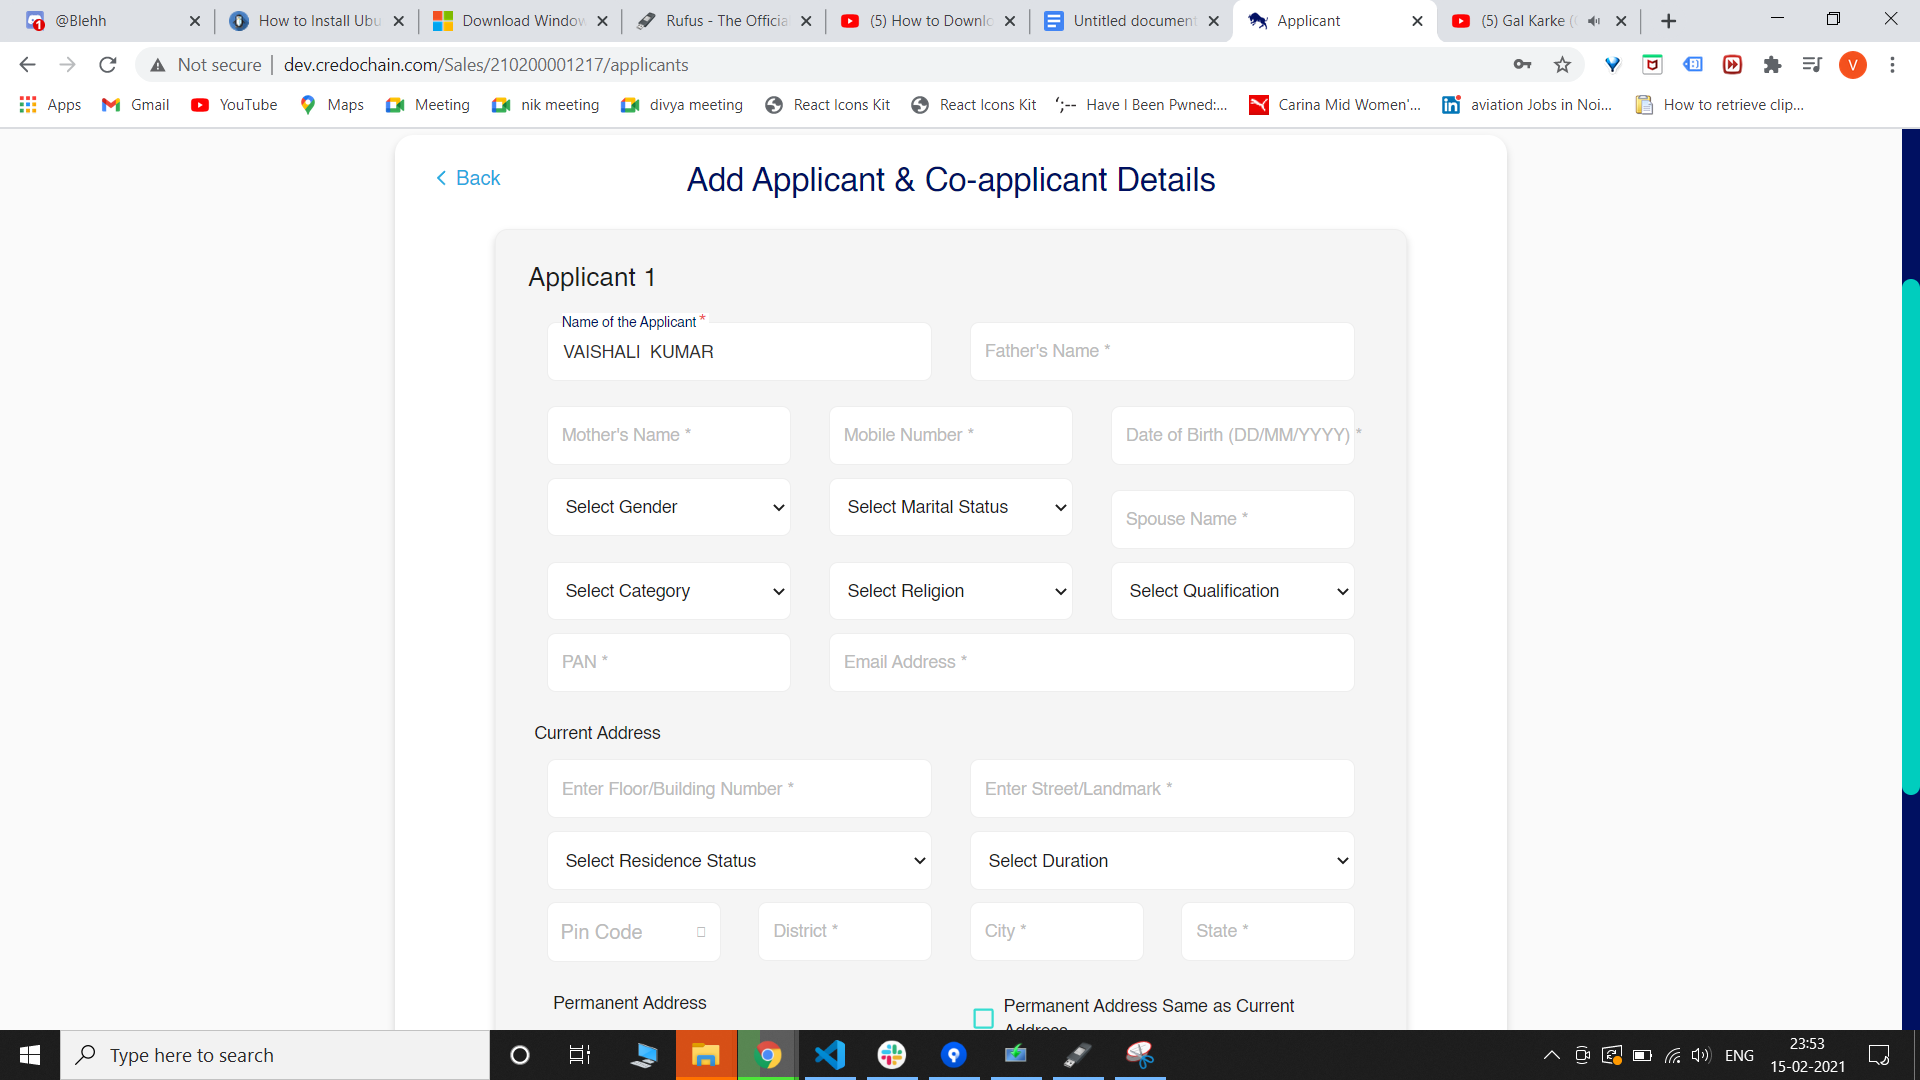 @Blehh
How to Install Ubu
Download Window
Rufus - The Officia
(5) How to Downlo
Untitled document
Applicant
(5) Gal Karke (
Not secure
dev.credochain.com/Sales/210200001217/applicants
V
Apps
Gmail
YouTube
Maps
Meeting
nik meeting
divya meeting
React Icons Kit
React Icons Kit
Have I Been Pwned:...
Carina Mid Women'...
aviation Jobs in Noi...
How to retrieve clip...
Back
Add Applicant & Co-applicant Details
Applicant 1
Name of the Applicant *
VAISHALI KUMAR
Father's Name *
Mother's Name *
Mobile Number *
Date of Birth (DD/MM/YYYY) *
Select Gender
Select Marital Status
Spouse Name *
Select Category
Select Religion
Select Qualification
PAN *
Email Address *
Current Address
Enter Floor/Building Number *
Enter Street/Landmark *
Select Residence Status
Select Duration
Pin Code
District *
City *
State *
Permanent Address
Permanent Address Same as Current
Address
Type here to search
ENG
23:53
15-02-2021